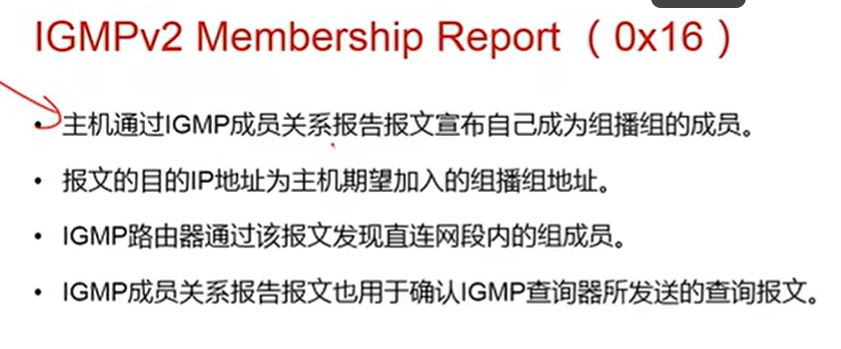 IGMPv2 Membership Report （0x16）
• 主机通过IGMP成员关系报告报文宣布自己成为组播组的成员。
• 报文的目的IP地址为主机期望加入的组播组地址。
• IGMP路由器通过该报文发现直连网段内的组成员。
• IGMP成员关系报告报文也用于确认IGMP查询器所发送的查询报文。